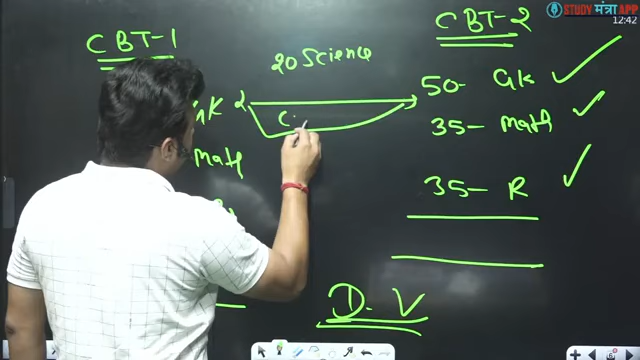 STUDY मंत्रा APP
12:42
CBT-1
CBT-2
20 Science
50- GK
GK
35- Math
Math
35- R
D.V